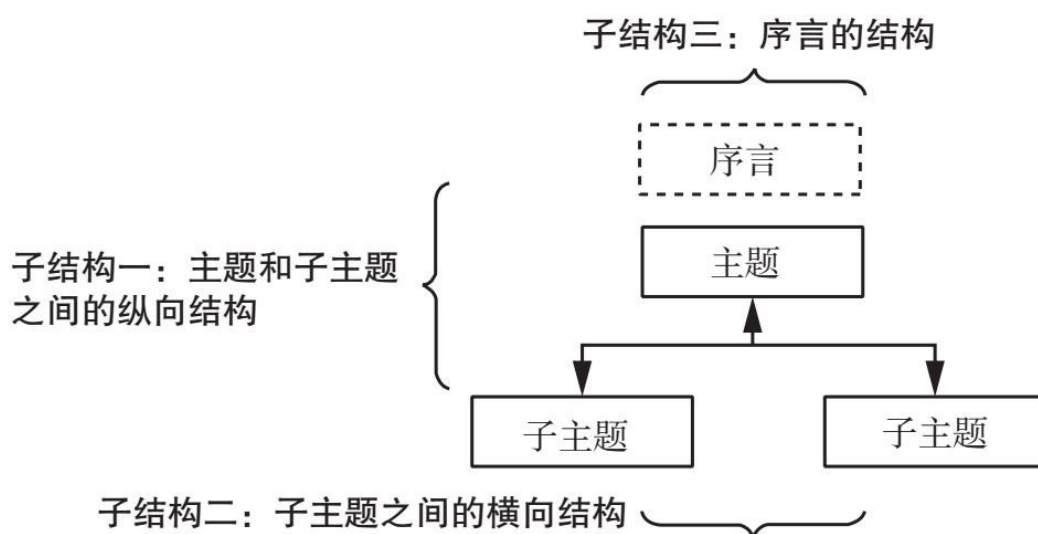 子结构三：序言的结构
序言
主题
子结构一：主题和子主题
之间的纵向结构
子主题
子主题
子结构二：子主题之间的横向结构